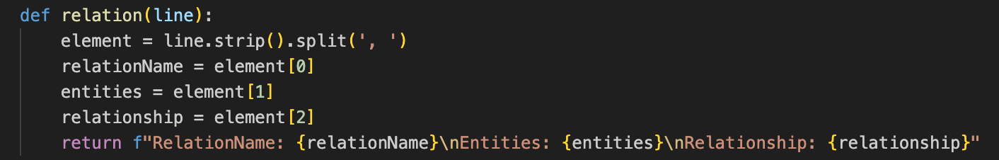 def relation(line):
    element = line.strip().split(', ')
    relationName = element[0]
    entities = element[1]
    relationship = element[2]
    return f"RelationName: {relationName}\nEntities: {entities}\nRelationship: {relationship}"